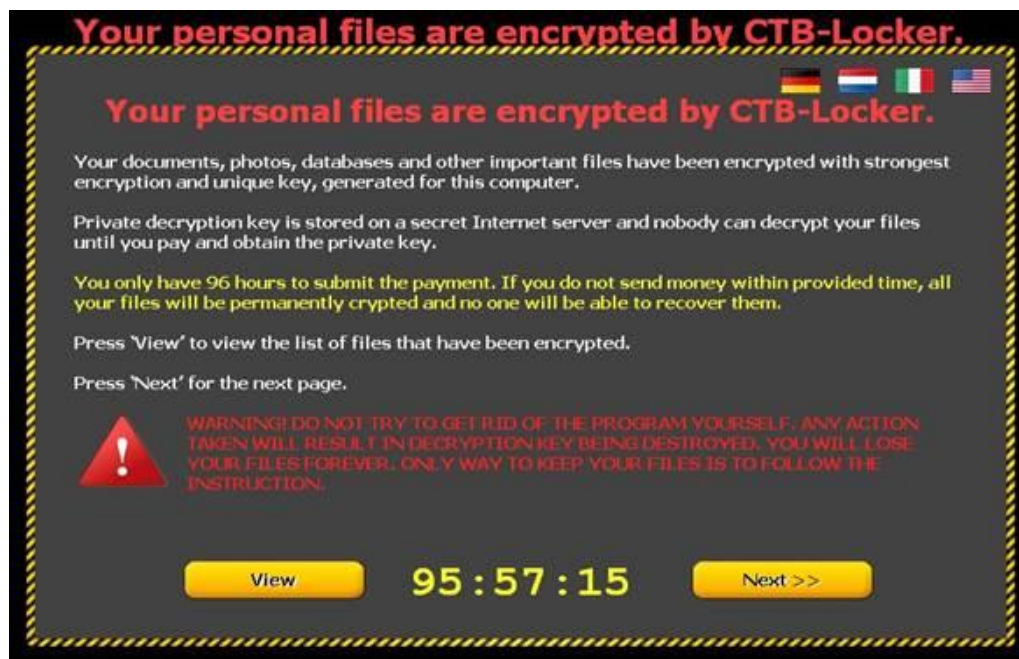 Your personal files are encrypted by CTB-Locker.
Your personal files are encrypted by CTB-Locker.
Your documents, photos, databases and other important files have been encrypted with strongest
encryption and unique key, generated for this computer.
Private decryption key is stored on a secret Internet server and nobody can decrypt your files
until you pay and obtain the private key.
You only have 96 hours to submit the payment. If you do not send money within provided time, all
your files will be permanently crypted and no one will be able to recover them.
Press 'View' to view the list of files that have been encrypted.
Press 'Next' for the next page.
WARNING! DO NOT TRY TO GET RID OF THE PROGRAM YOURSELF. ANY ACTION
TAKEN WILL RESULT IN DECRYPTION KEY BEING DESTROYED. YOU WILL LOSE
YOUR FILES FOREVER. ONLY WAY TO KEEP YOUR FILES IS TO FOLLOW THE
INSTRUCTION.
View 95:57:15 Next >>